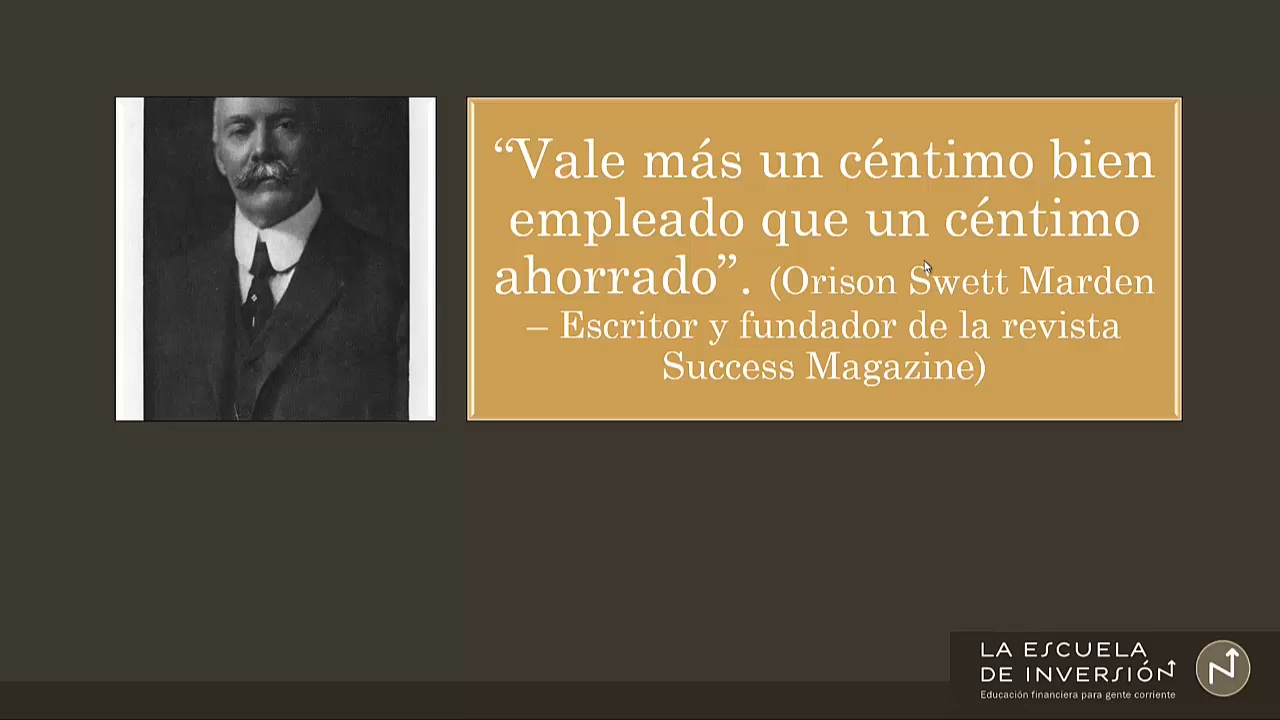 “Vale más un céntimo bien
empleado que un céntimo
ahorrado”. (Orison Swett Marden
– Escritor y fundador de la revista
Success Magazine)
LA ESCUELA
DE INVERSIÓN
Educación financiera para gente corriente